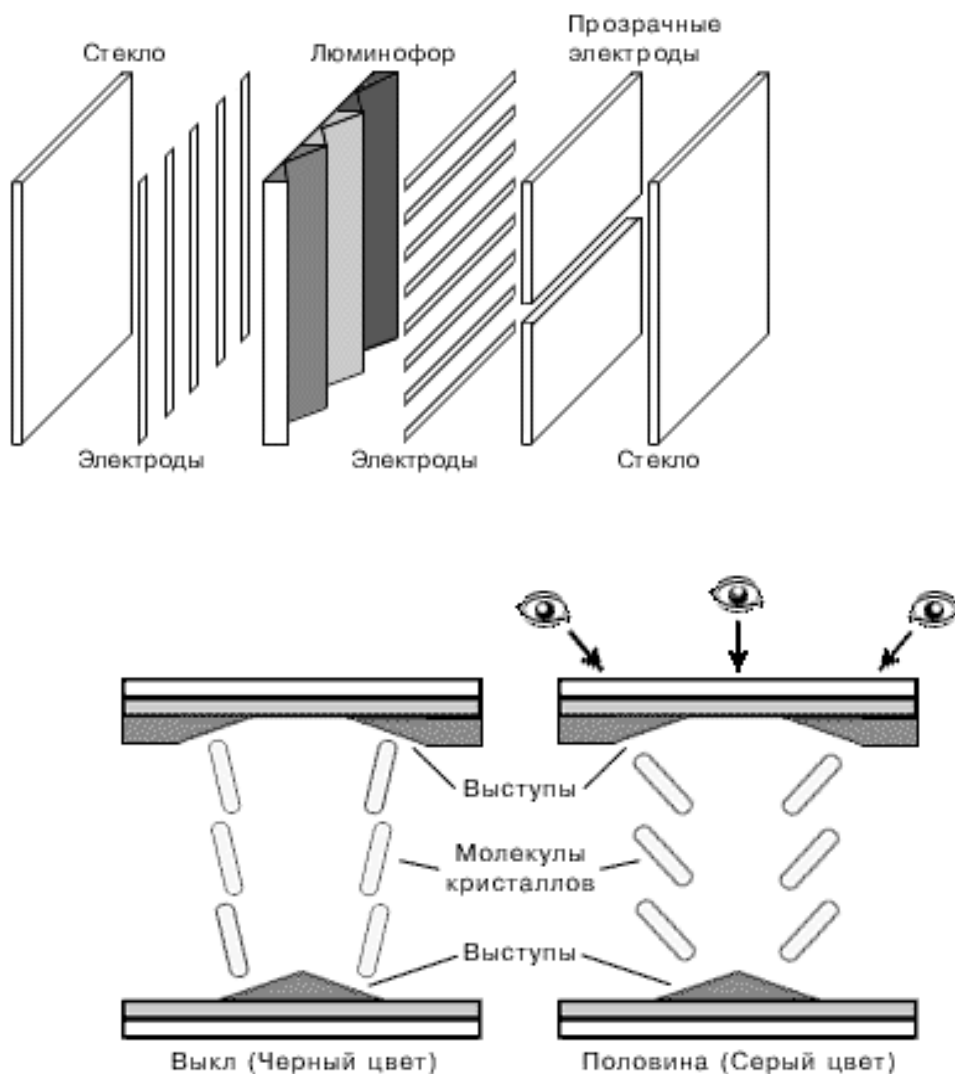 Стекло
Люминофор
Прозрачные
электроды
Электроды
Электроды
Стекло
Выступы
Молекулы
кристаллов
Выступы
Выкл (Черный цвет)
Половина (Серый цвет)